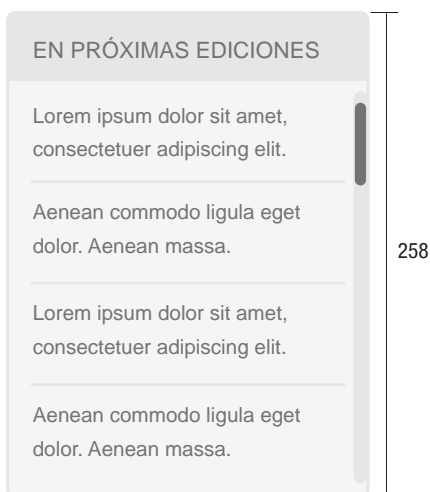 EN PRÓXIMAS EDICIONES
Lorem ipsum dolor sit amet,
consectetuer adipiscing elit.
Aenean commodo ligula eget
dolor. Aenean massa.
Lorem ipsum dolor sit amet,
consectetuer adipiscing elit.
Aenean commodo ligula eget
dolor. Aenean massa.
258